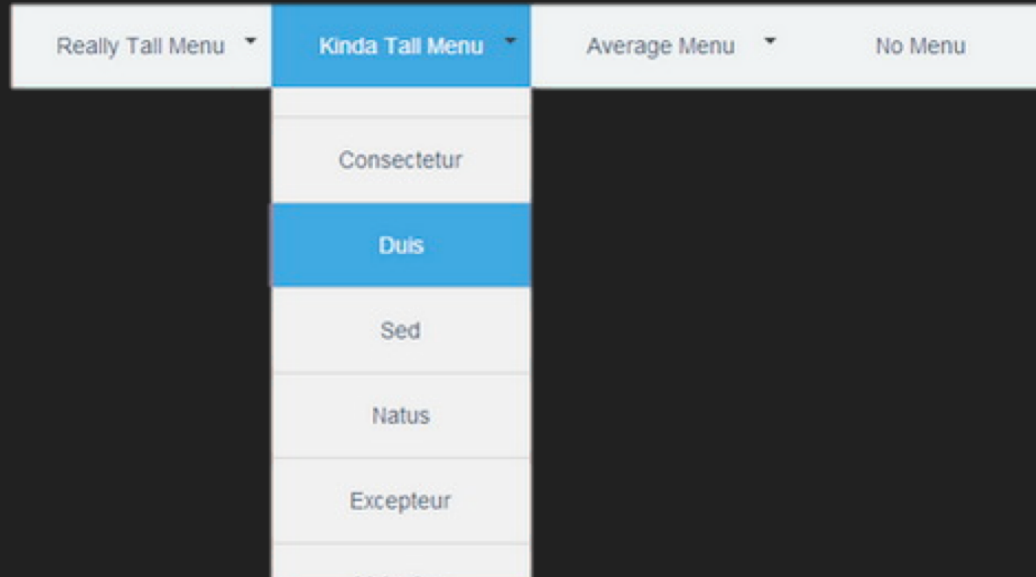 Really Tall Menu
Kinda Tall Menu
Average Menu
No Menu
Consectetur
Duis
Sed
Natus
Excepteur